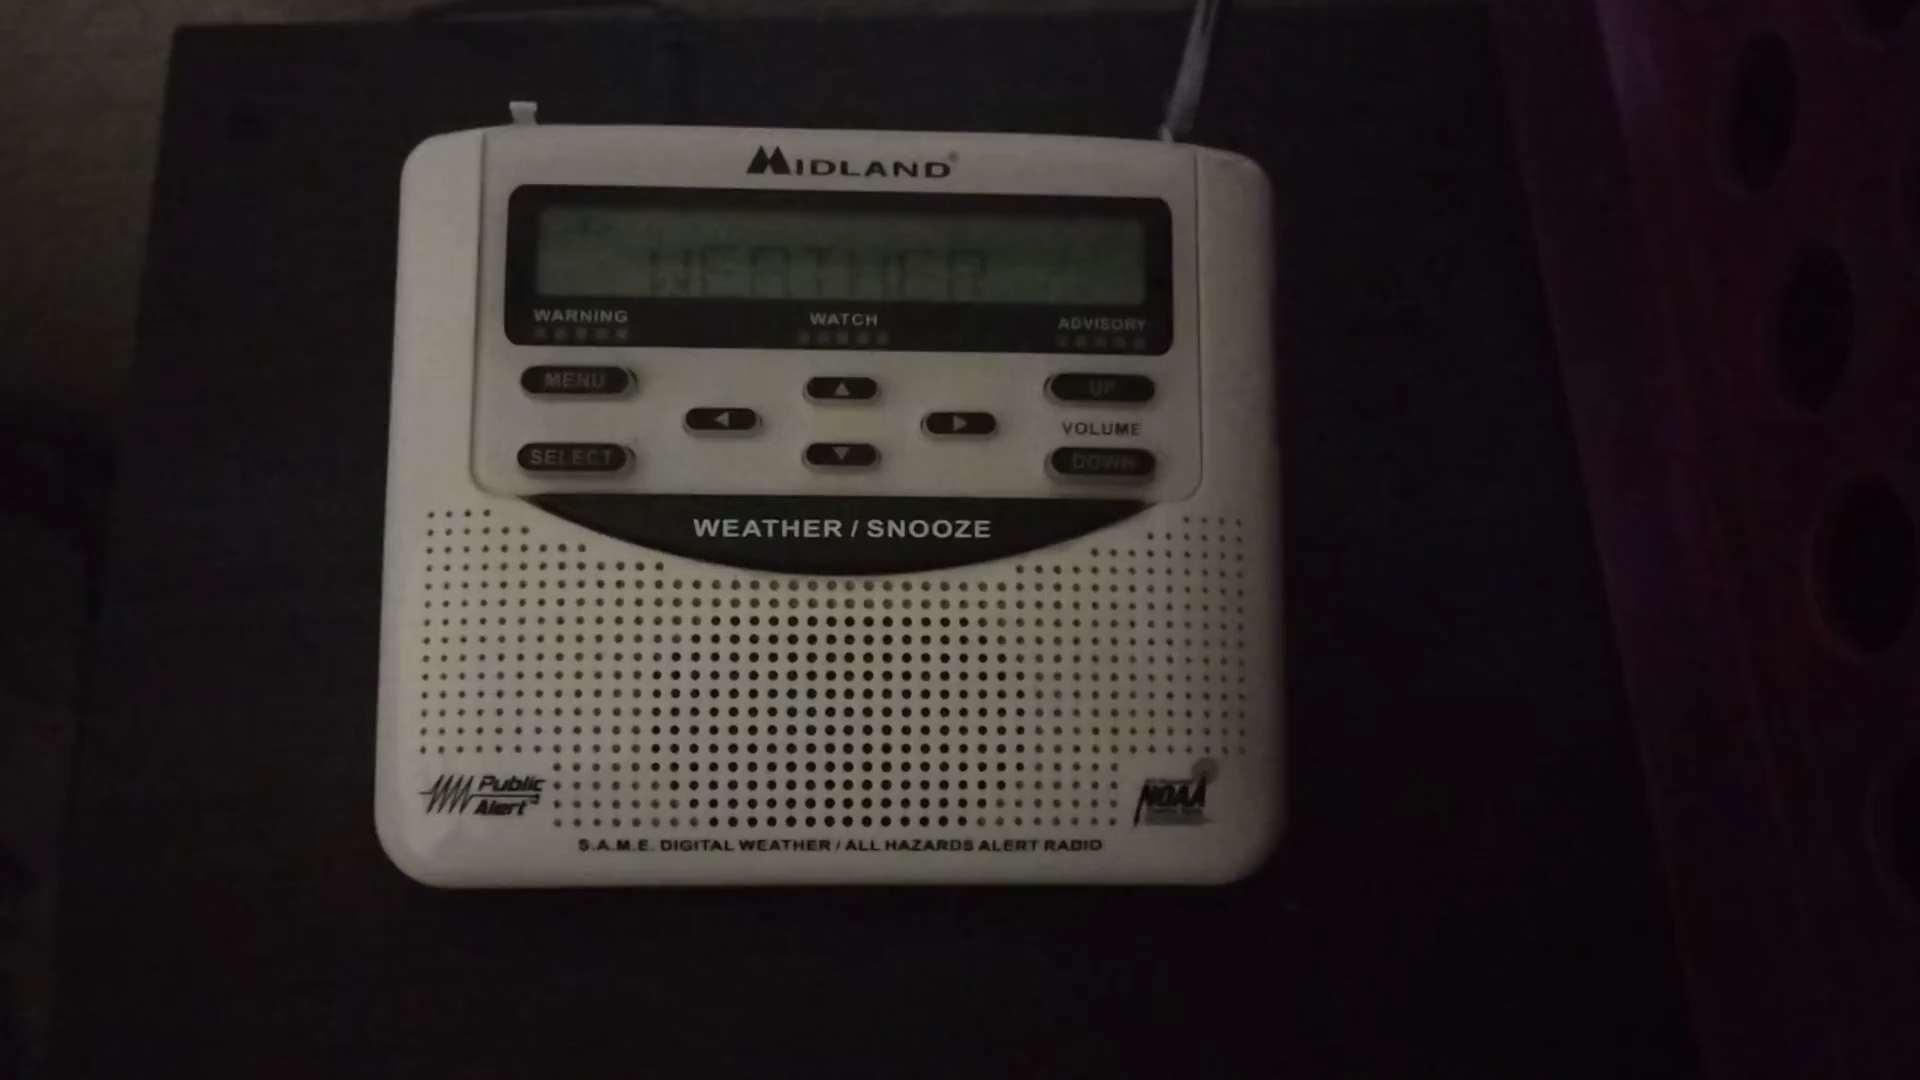 MIDLAND®
WEATHER
WARNING
WATCH
ADVISORY
MENU
UP
VOLUME
SELECT
DOWN
WEATHER / SNOOZE
Public
Alert
NOAA
S.A.M.E. DIGITAL WEATHER / ALL HAZARDS ALERT RADIO